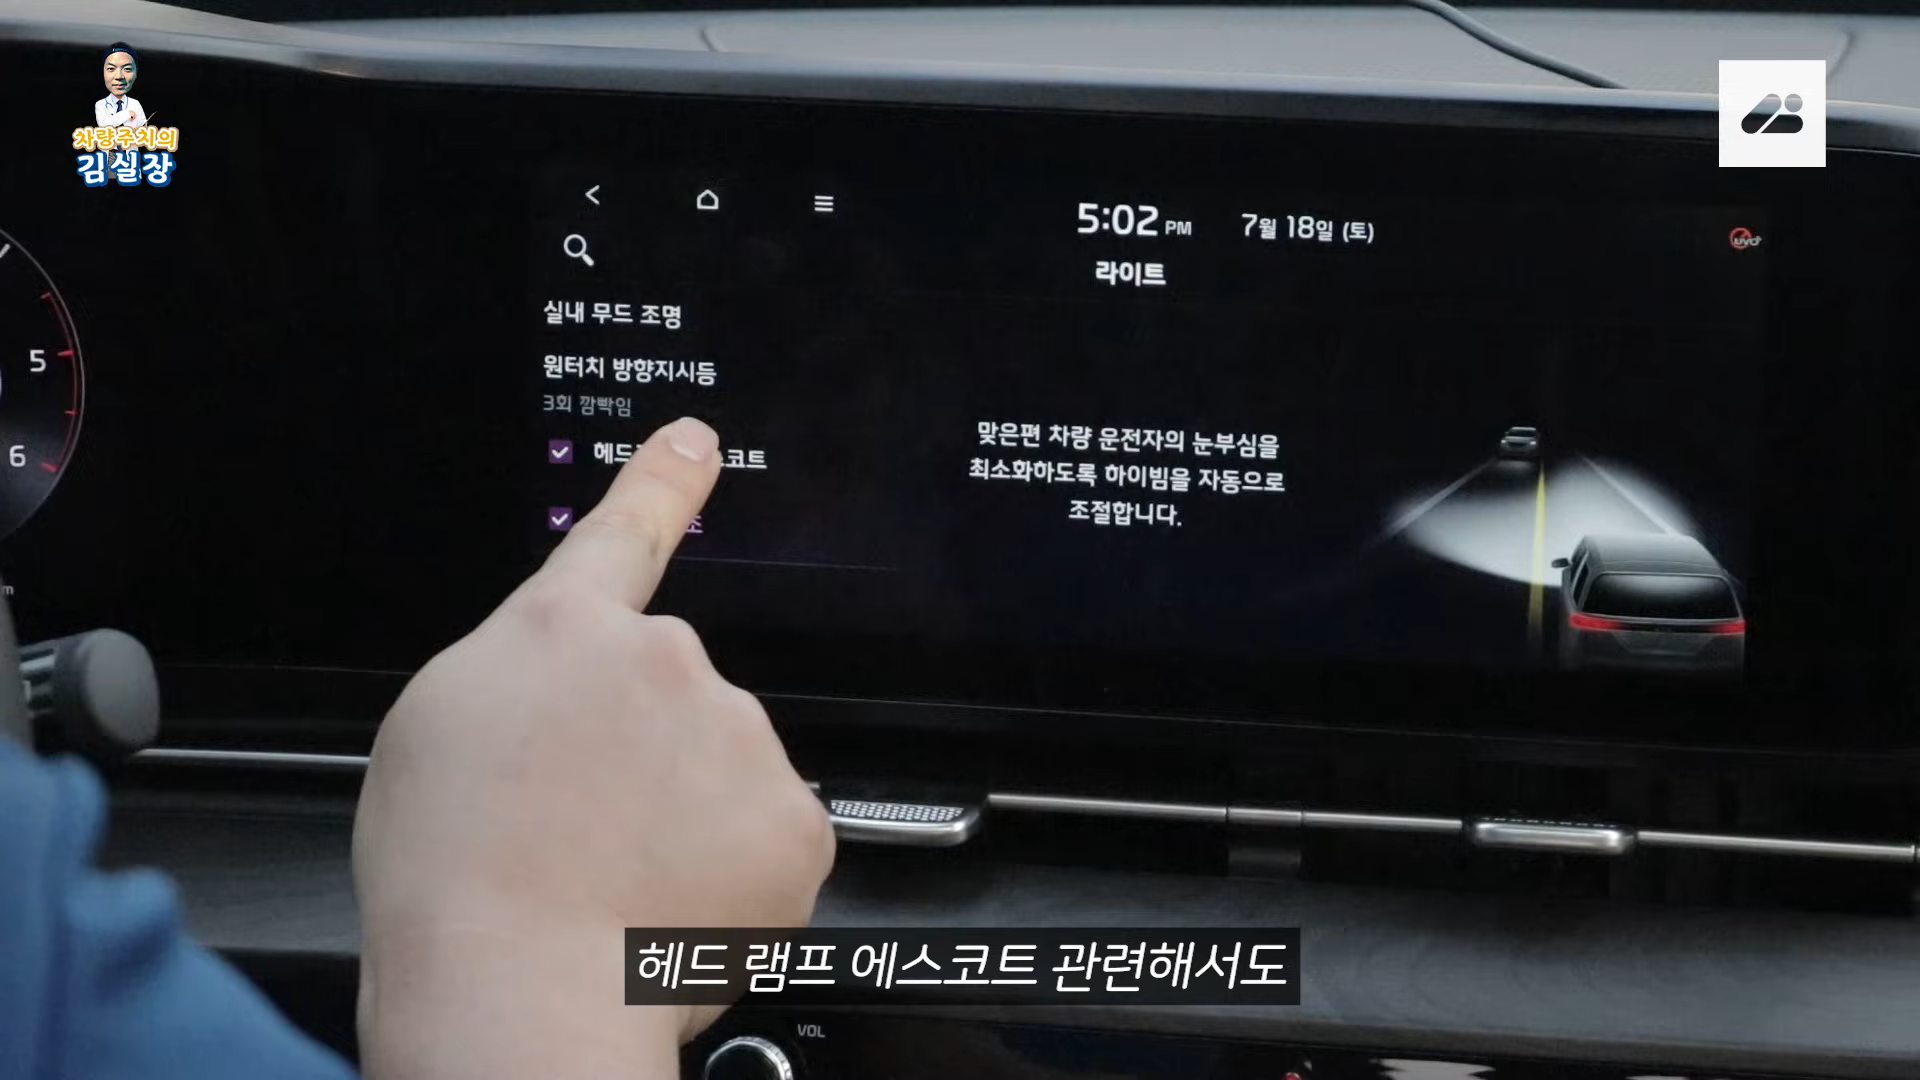 차량주치의
김실장
5:02 PM 7월 18일 (토)
라이트
실내 무드 조명
원터치 방향지시등
3회 깜빡임
맞은편 차량 운전자의 눈부심을
최소화하도록 하이빔을 자동으로
조절합니다.
5
6
헤드 램프 에스코트 관련해서도
VOL